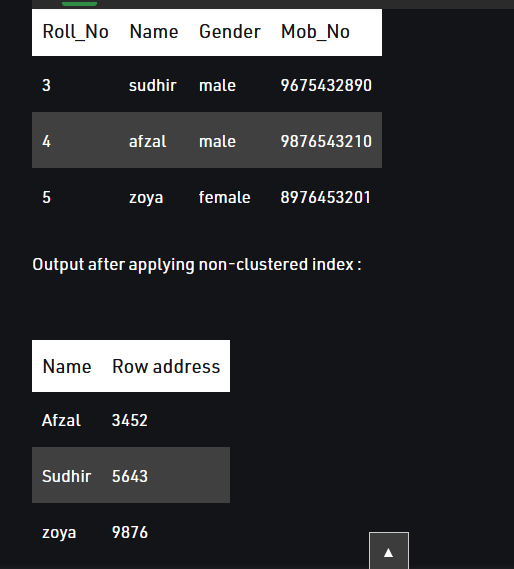 Roll_No Name Gender Mob_No
3 sudhir male 9675432890
4 afzal male 9876543210
5 zoya female 8976453201
Output after applying non-clustered index :
Name Row address
Afzal 3452
Sudhir 5643
zoya 9876